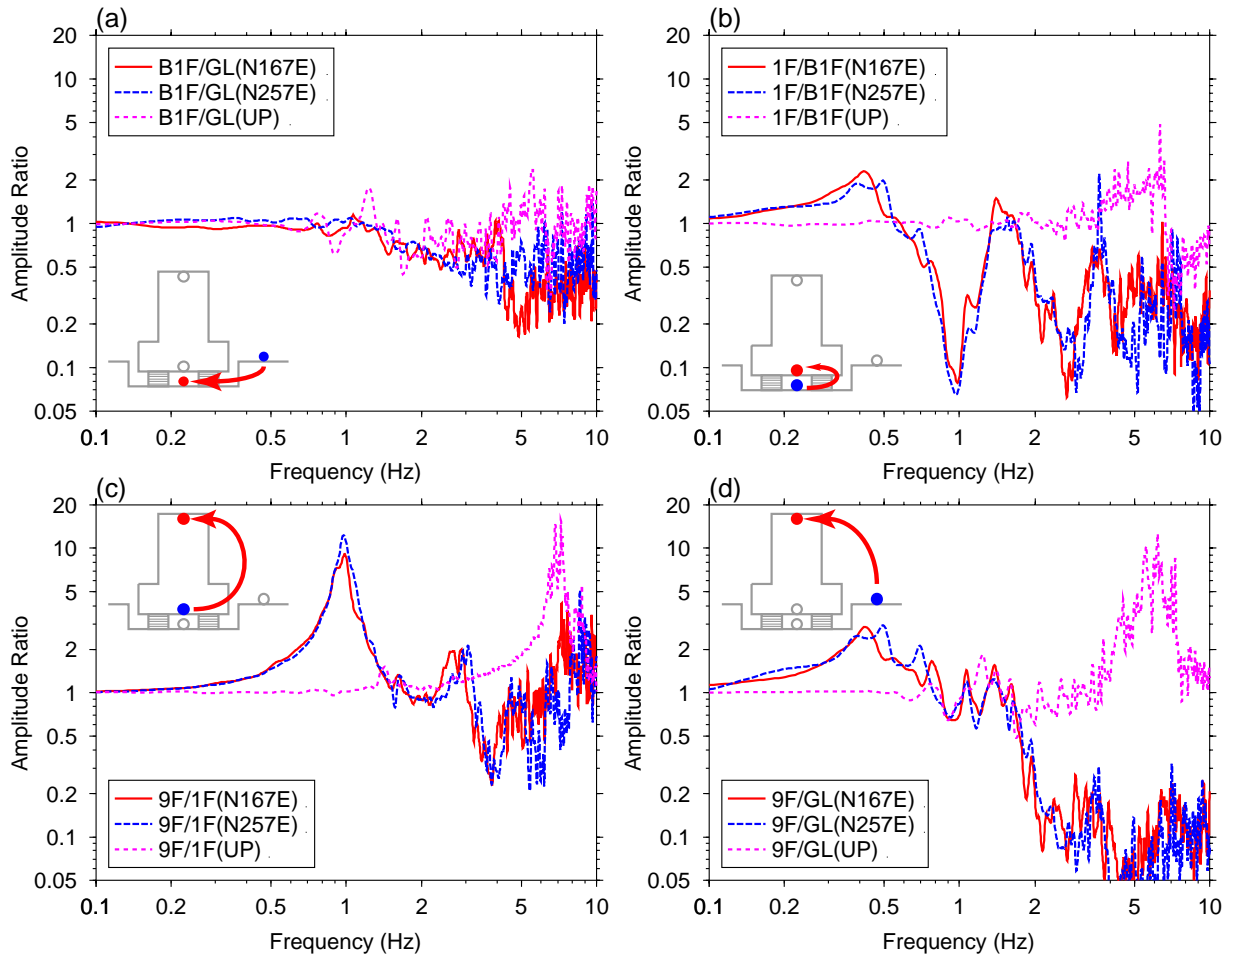 (a)
20
10
5
2
1
0.5
0.2
0.1
0.05
Amplitude Ratio
B1F/GL(N167E)
B1F/GL(N257E)
B1F/GL(UP)
0.1
0.2
0.5
1
2
5
10
Frequency (Hz)
(b)
20
10
5
2
1
0.5
0.2
0.1
0.05
Amplitude Ratio
1F/B1F(N167E)
1F/B1F(N257E)
1F/B1F(UP)
0.1
0.2
0.5
1
2
5
10
Frequency (Hz)
(c)
20
10
5
2
1
0.5
0.2
0.1
0.05
Amplitude Ratio
9F/1F(N167E)
9F/1F(N257E)
9F/1F(UP)
0.1
0.2
0.5
1
2
5
10
Frequency (Hz)
(d)
20
10
5
2
1
0.5
0.2
0.1
0.05
Amplitude Ratio
9F/GL(N167E)
9F/GL(N257E)
9F/GL(UP)
0.1
0.2
0.5
1
2
5
10
Frequency (Hz)